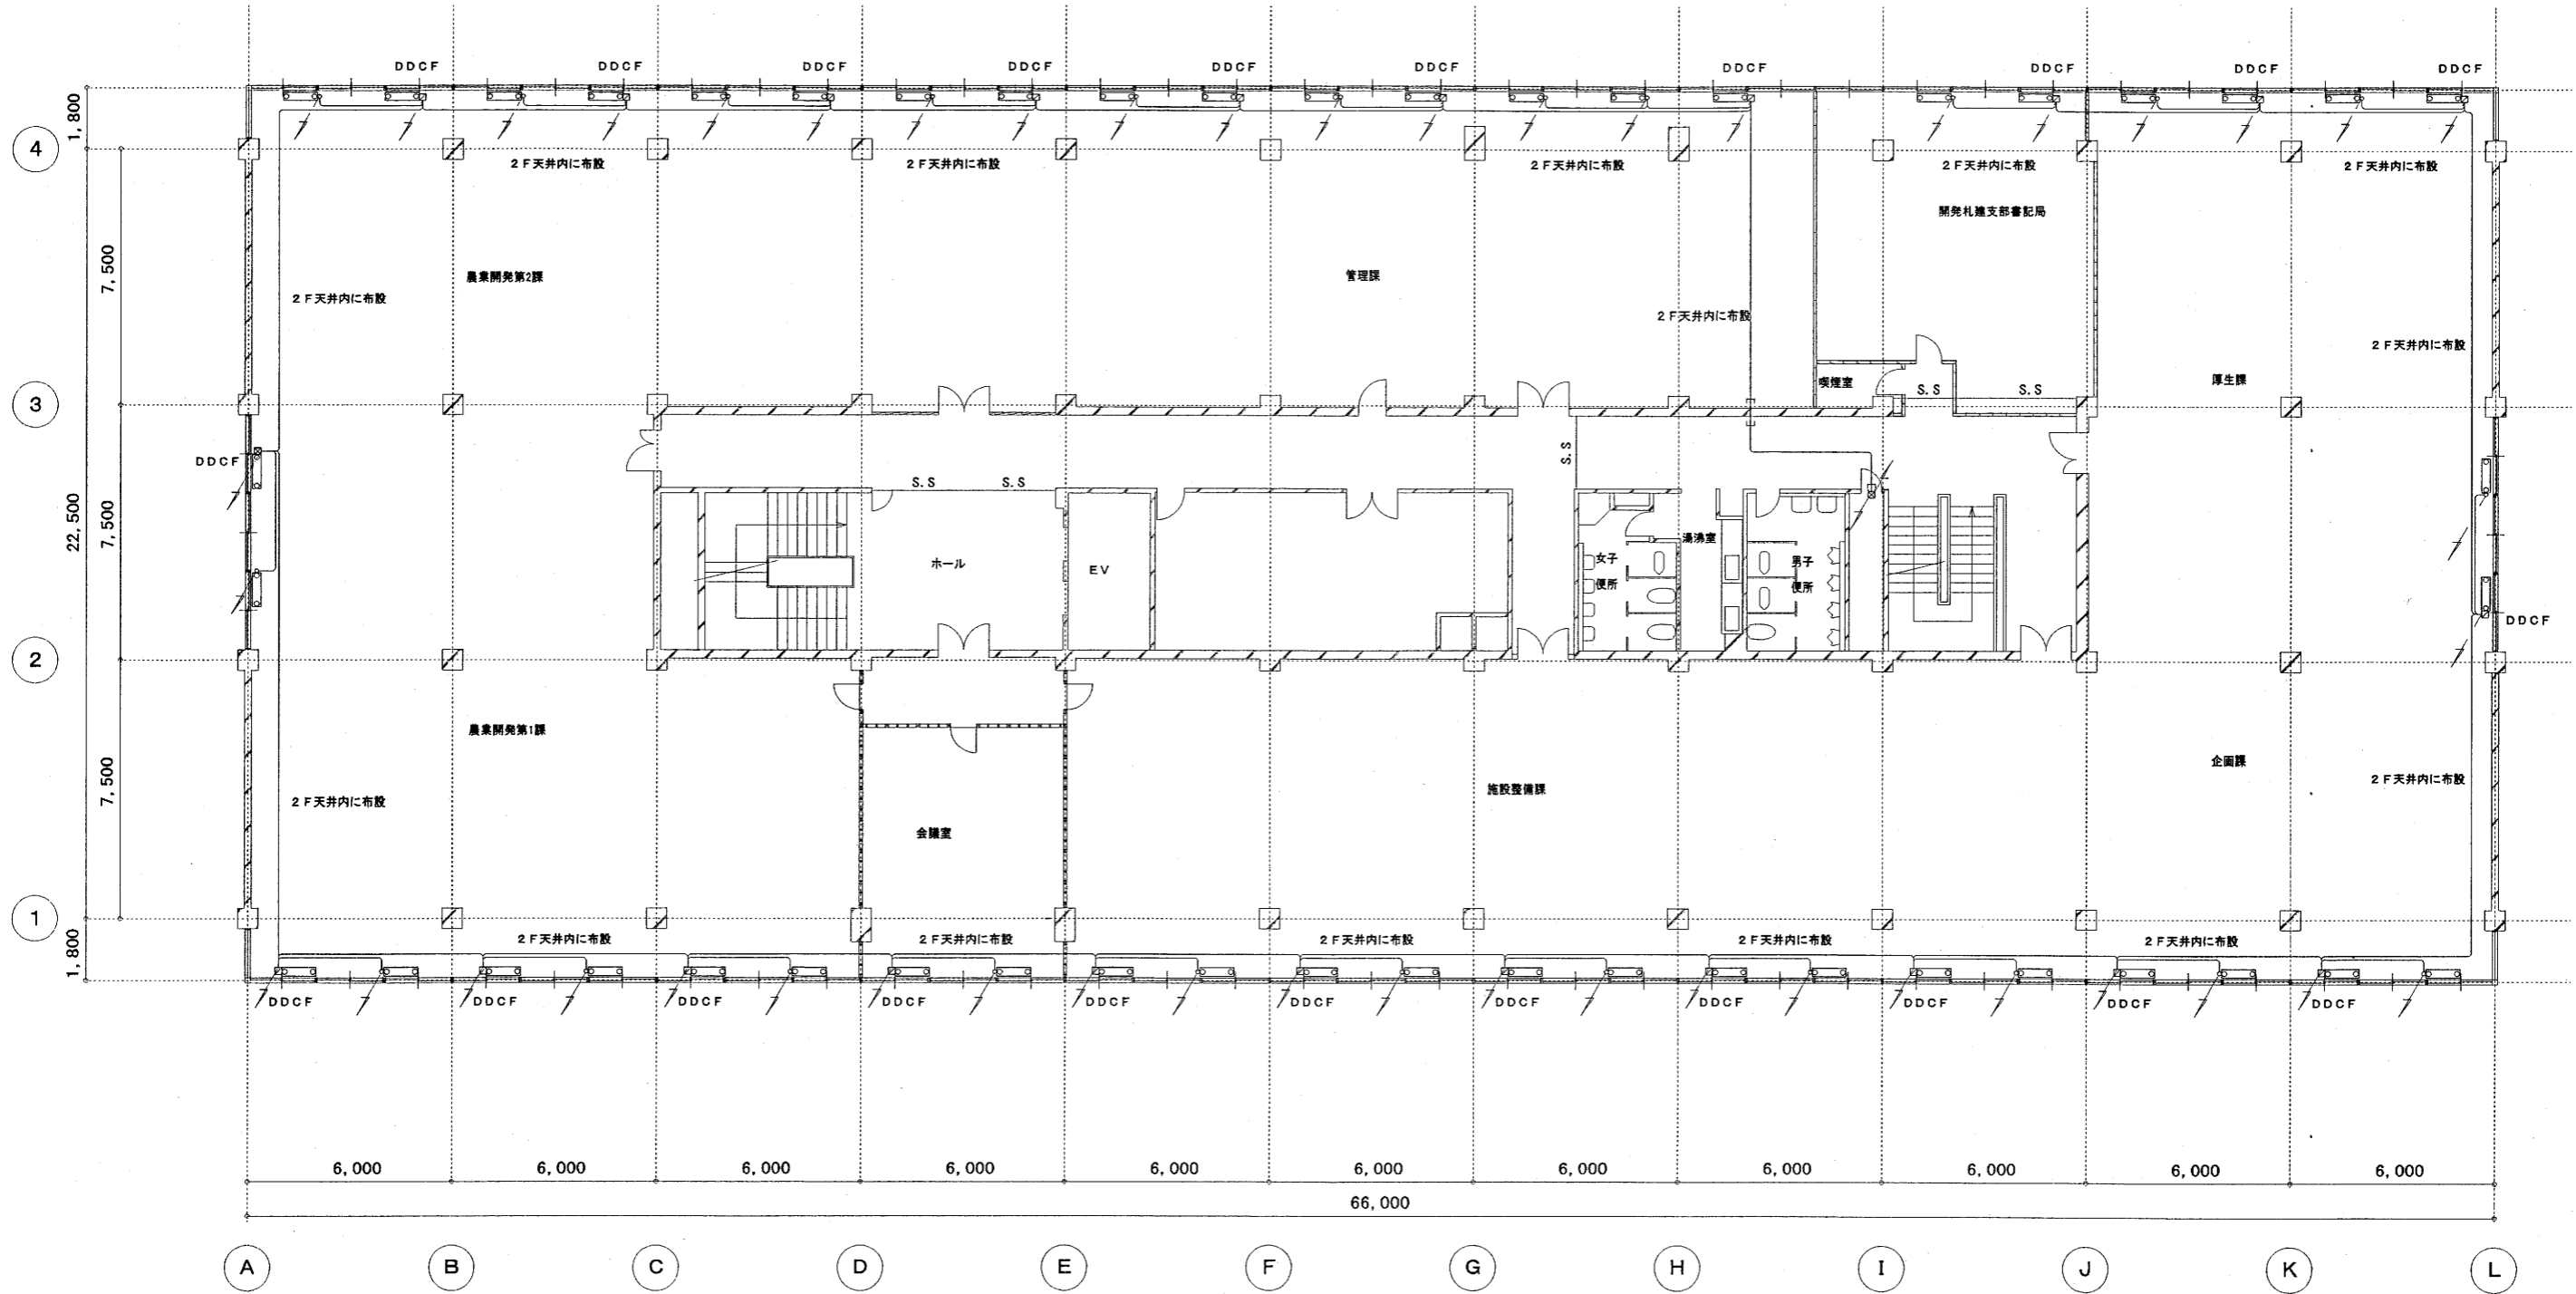 DDCF DDCF DDCF DDCF DDCF DDCF DDCF DDCF DDCF DDCF
1,800
4
2F天井内に布設 2F天井内に布設 2F天井内に布設 2F天井内に布設 2F天井内に布設
開発札建支部書記局
7,500
農業開発第2課 管理課
2F天井内に布設 2F天井内に布設 2F天井内に布設
厚生課
喫煙室
S.S S.S
3
DDCF
S.S
S.S S.S
22,500
7,500
ホール
EV
女子
便所
湯沸室
男子
便所
DDCF
2
農業開発第1課
企画課
2F天井内に布設
施設整備課
7,500
2F天井内に布設
会議室
1
2F天井内に布設 2F天井内に布設 2F天井内に布設 2F天井内に布設 2F天井内に布設
1,800
DDCF DDCF DDCF DDCF DDCF DDCF DDCF DDCF DDCF DDCF DDCF
6,000 6,000 6,000 6,000 6,000 6,000 6,000 6,000 6,000 6,000 6,000
66,000
A B C D E F G H I J K L